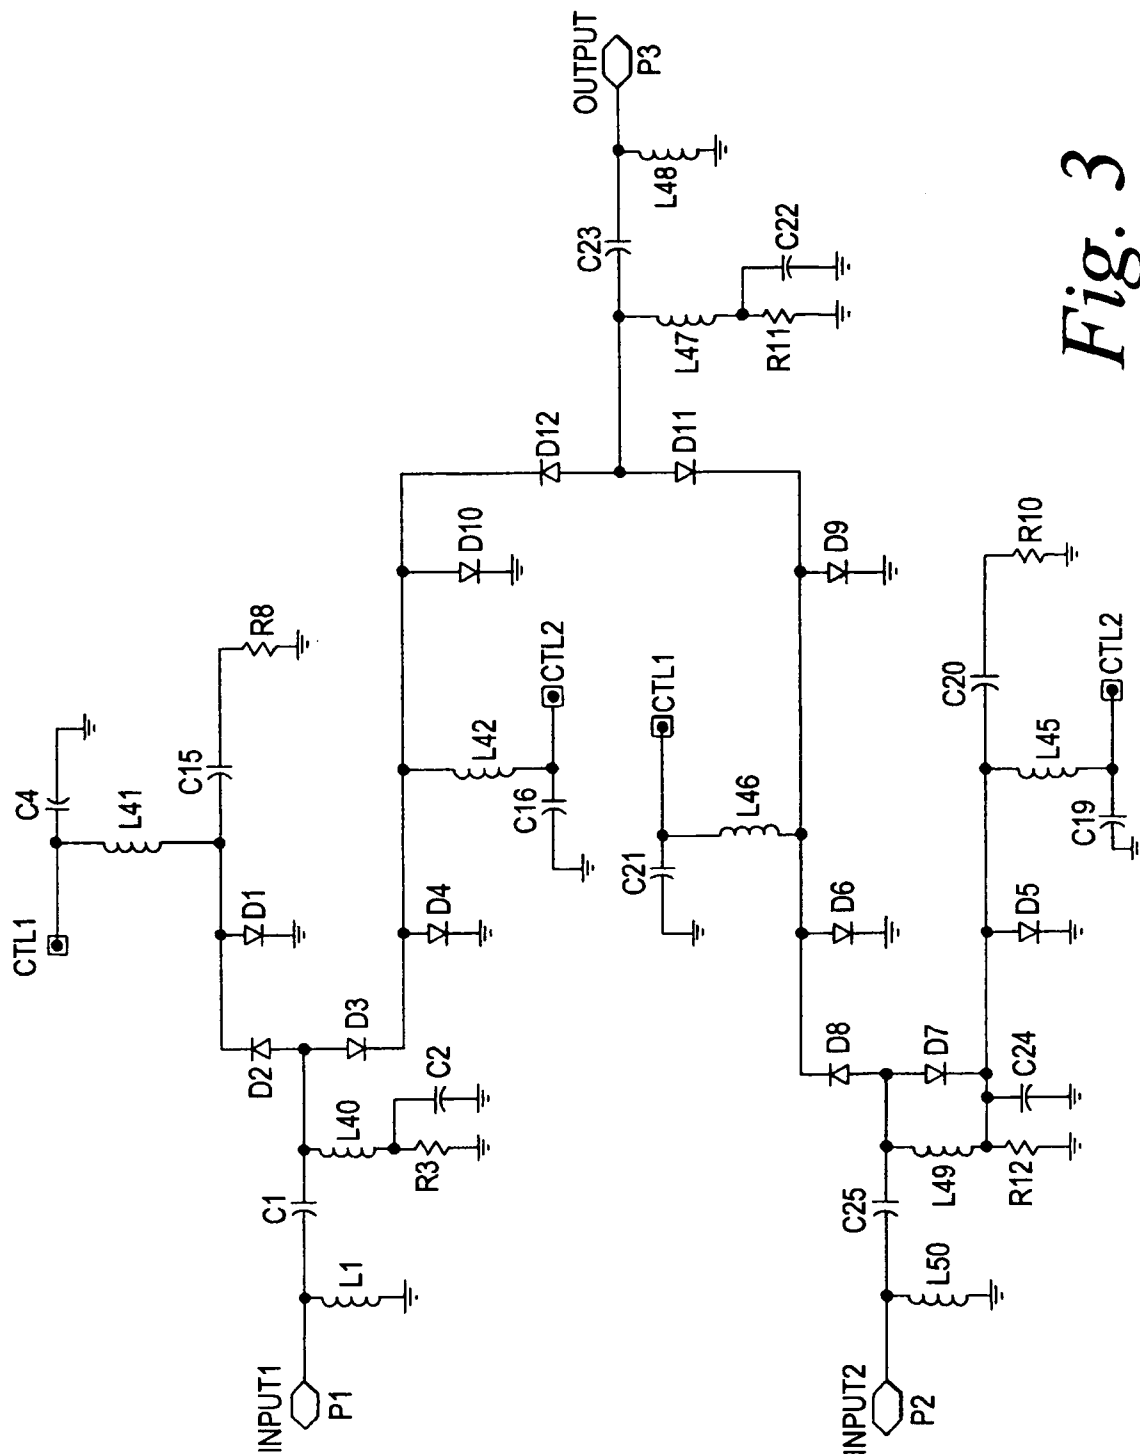 OUTPUT
P3
L48
C23
C22
L47
R11
D12
D11
D10
D9
R8
R10
C4
L41
C15
CTL1
D1
L42
C16
CTL2
CTL1
C21
L46
C20
L45
C19
CTL2
D2
D3
D4
D6
D5
D8
D7
C24
C1
L40
C2
R3
C25
L49
R12
L1
L50
INPUT1
P1
INPUT2
P2
Fig. 3